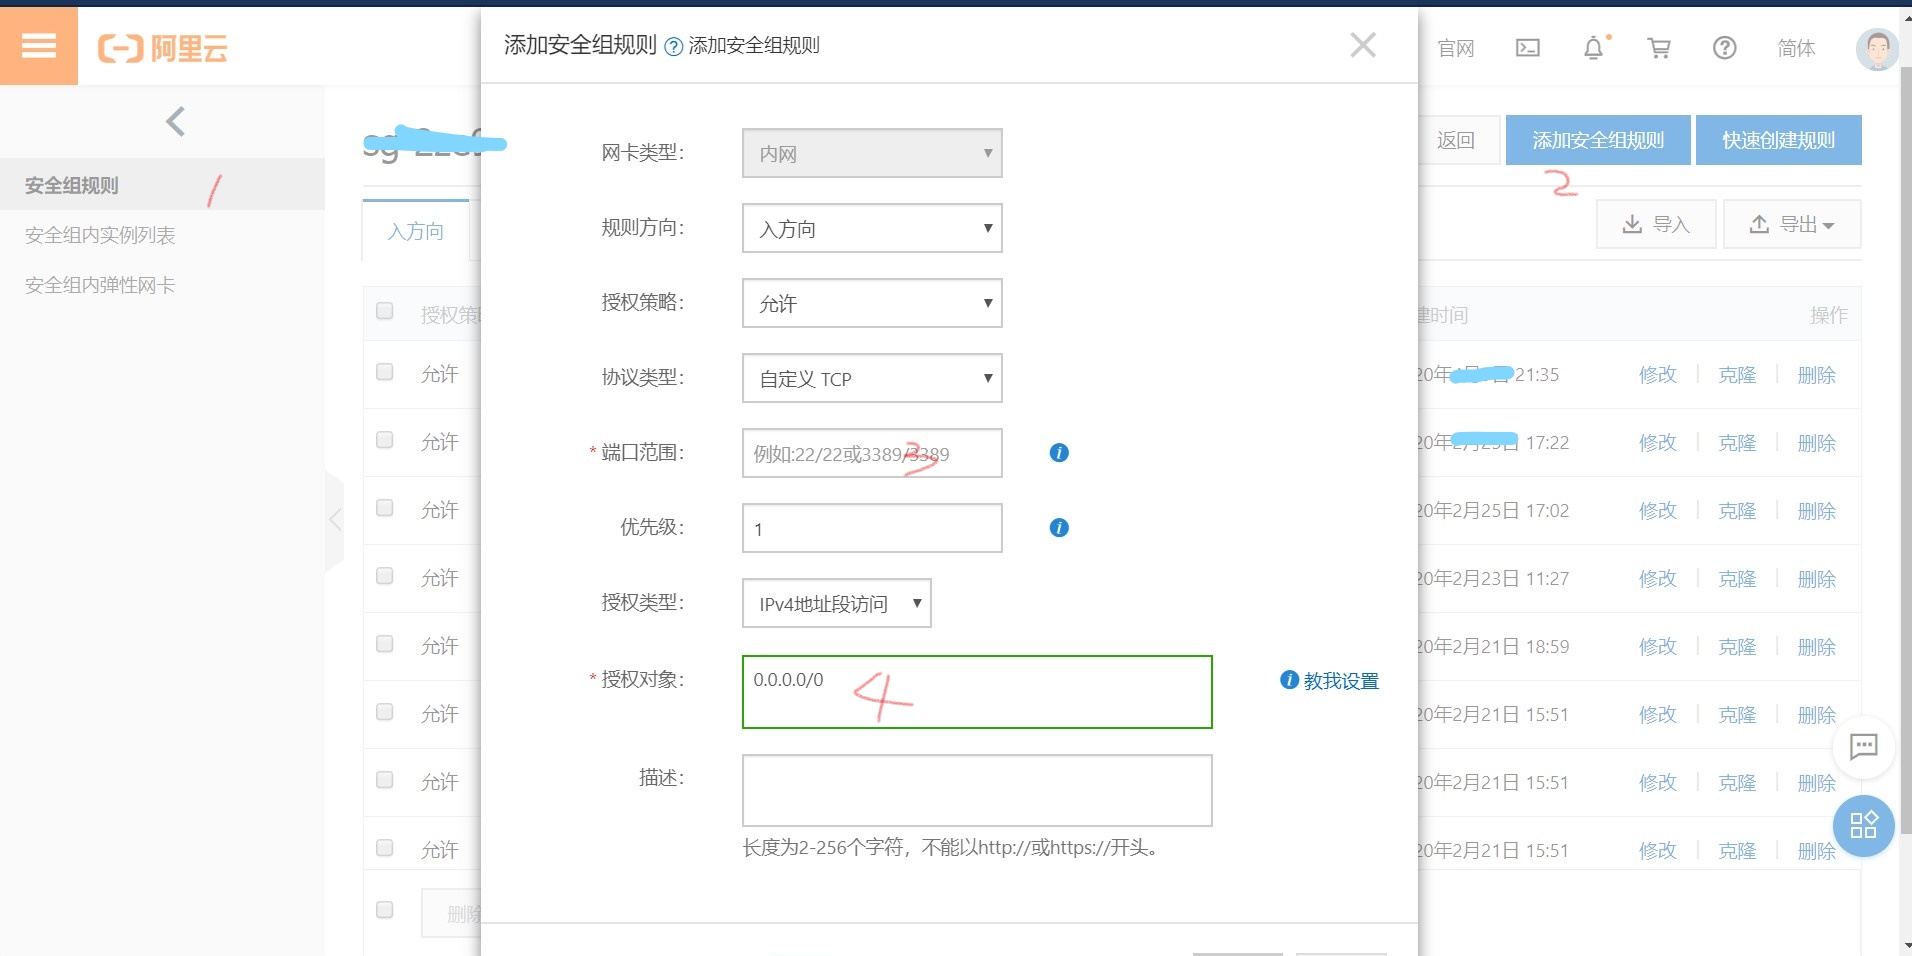 添加安全组规则 ? 添加安全组规则
阿里云
官网
简体
返回
添加安全组规则
快速创建规则
安全组规则
1
2
安全组内实例列表
安全组内弹性网卡
入方向
导入
导出
网卡类型:
内网
规则方向:
入方向
授权策略:
允许
协议类型:
自定义 TCP
* 端口范围:
例如:22/22或3389/3389
3
优先级:
1
授权类型:
IPv4地址段访问
* 授权对象:
0.0.0.0/0
4
教我设置
描述:
长度为2-256个字符，不能以http://或https://开头。
授权策
建时间
操作
允许
20年 21:35 修改 克隆 删除
允许
20年 17:22 修改 克隆 删除
允许
20年2月25日 17:02 修改 克隆 删除
允许
20年2月23日 11:27 修改 克隆 删除
允许
20年2月21日 18:59 修改 克隆 删除
允许
20年2月21日 15:51 修改 克隆 删除
允许
20年2月21日 15:51 修改 克隆 删除
允许
20年2月21日 15:51 修改 克隆 删除
删除